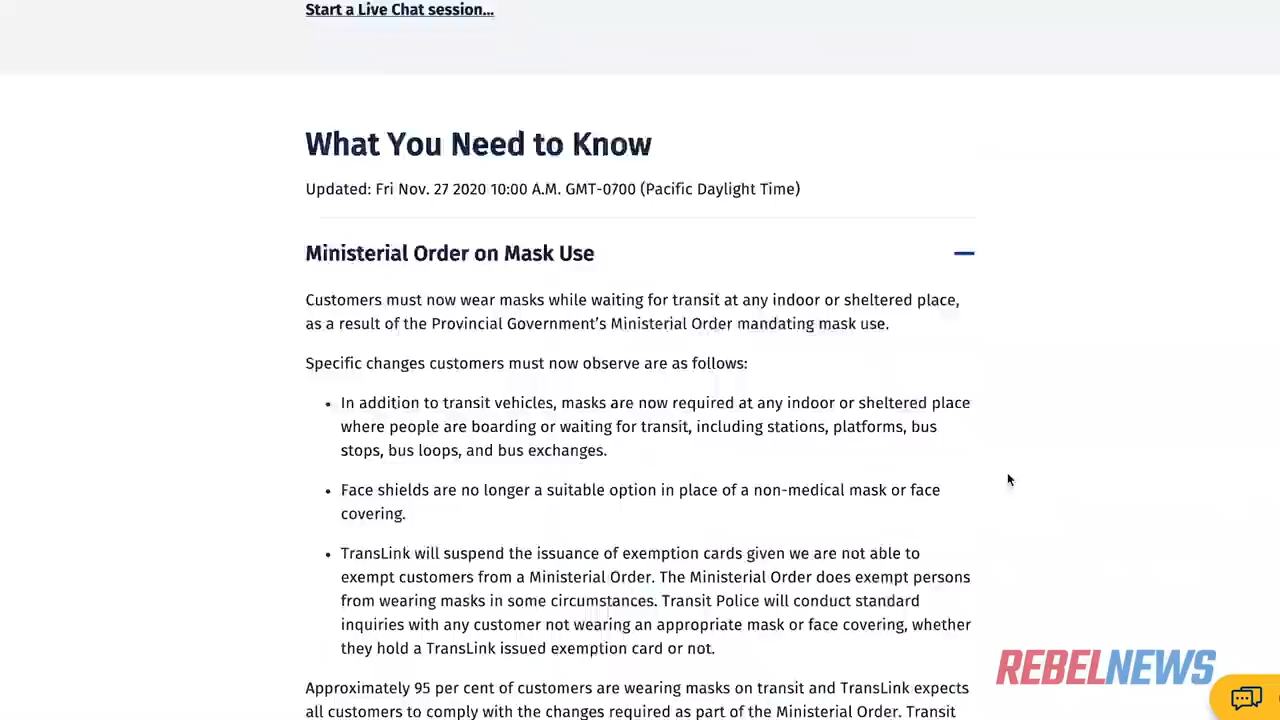 Start a Live Chat session...
What You Need to Know
Updated: Fri Nov. 27 2020 10:00 A.M. GMT-0700 (Pacific Daylight Time)
Ministerial Order on Mask Use
Customers must now wear masks while waiting for transit at any indoor or sheltered place,
as a result of the Provincial Government's Ministerial Order mandating mask use.
Specific changes customers must now observe are as follows:
• In addition to transit vehicles, masks are now required at any indoor or sheltered place
where people are boarding or waiting for transit, including stations, platforms, bus
stops, bus loops, and bus exchanges.
• Face shields are no longer a suitable option in place of a non-medical mask or face
covering.
• TransLink will suspend the issuance of exemption cards given we are not able to
exempt customers from a Ministerial Order. The Ministerial Order does exempt persons
from wearing masks in some circumstances. Transit Police will conduct standard
inquiries with any customer not wearing an appropriate mask or face covering, whether
they hold a TransLink issued exemption card or not.
Approximately 95 per cent of customers are wearing masks on transit and TransLink expects
all customers to comply with the changes required as part of the Ministerial Order. Transit
REBELNEWS